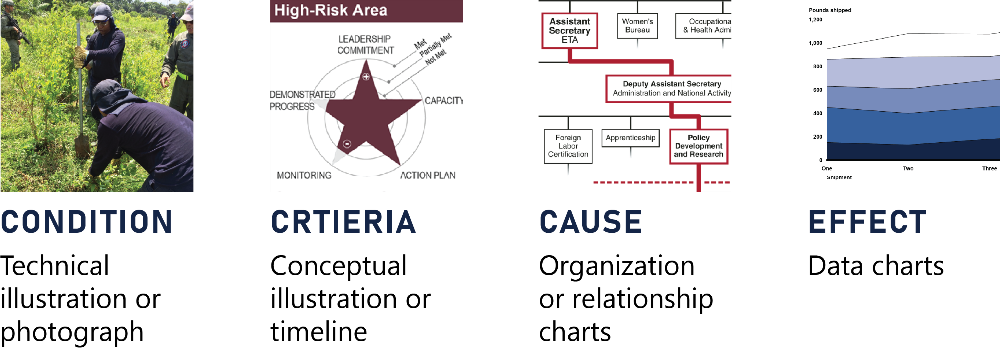 High-Risk Area
LEADERSHIP
COMMITMENT
Met
Partially Met
Not Met
DEMONSTRATED
PROGRESS
CAPACITY
MONITORING
ACTION PLAN
Assistant
Secretary
ETA
Women's
Bureau
Occupationa
& Health Admi
Deputy Assistant Secretary
Administration and National Activity
Foreign
Labor
Certification
Apprenticeship
Policy
Development
and Research
Pounds shipped
1,200
1,000
800
600
400
200
0
One
Two
Three
Shipment
CONDITION
Technical
illustration or
photograph
CRTIERIA
Conceptual
illustration or
timeline
CAUSE
Organization
or relationship
charts
EFFECT
Data charts